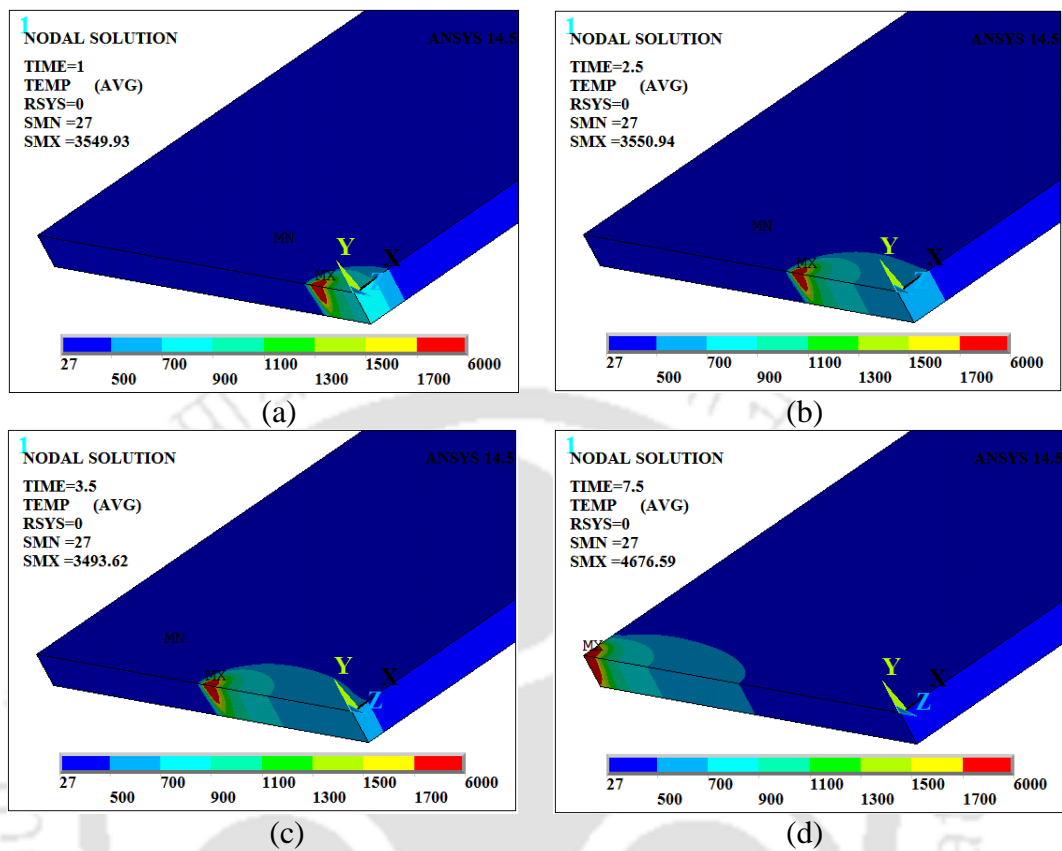 1
NODAL SOLUTION
ANSYS 14.5
TIME=1
TEMP (AVG)
RSYS=0
SMN =27
SMX =3549.93
MN
MX
Y
X
Z
27 700 1100 1500 6000
500 900 1300 1700
(a)
1
NODAL SOLUTION
ANSYS 14.5
TIME=2.5
TEMP (AVG)
RSYS=0
SMN =27
SMX =3550.94
MN
MX
Y
X
Z
27 700 1100 1500 6000
500 900 1300 1700
(b)
1
NODAL SOLUTION
ANSYS 14.5
TIME=3.5
TEMP (AVG)
RSYS=0
SMN =27
SMX =3493.62
MN
MX
Y
X
Z
27 700 1100 1500 6000
500 900 1300 1700
(c)
1
NODAL SOLUTION
ANSYS 14.5
TIME=7.5
TEMP (AVG)
RSYS=0
SMN =27
SMX =4676.59
MX
Y
X
Z
27 700 1100 1500 6000
500 900 1300 1700
(d)